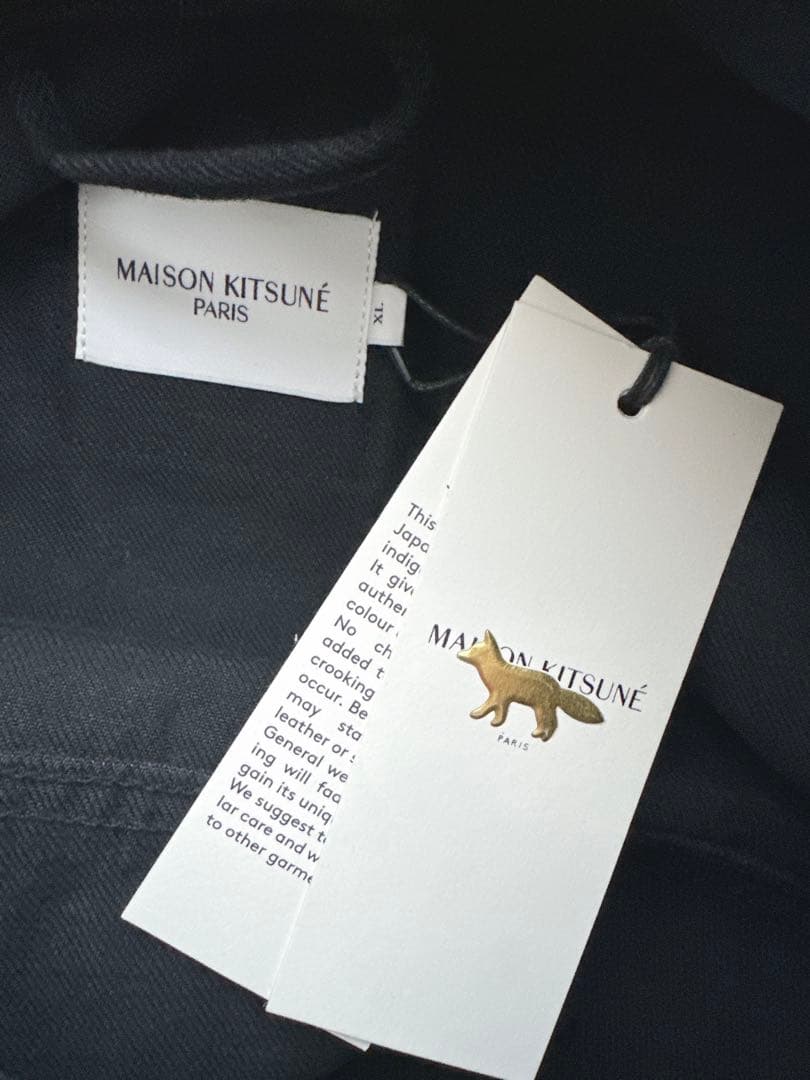 MAISON KITSUNÉ
PARIS
XL
This
Japa
indig
It giv
auther
colour
No ch
added t
crooking
occur. Be
may sta
leather or
General we
ing will fad
gain its uniq
We suggest t
lar care and w
to other garme
MAISON KITSUNÉ
PARIS